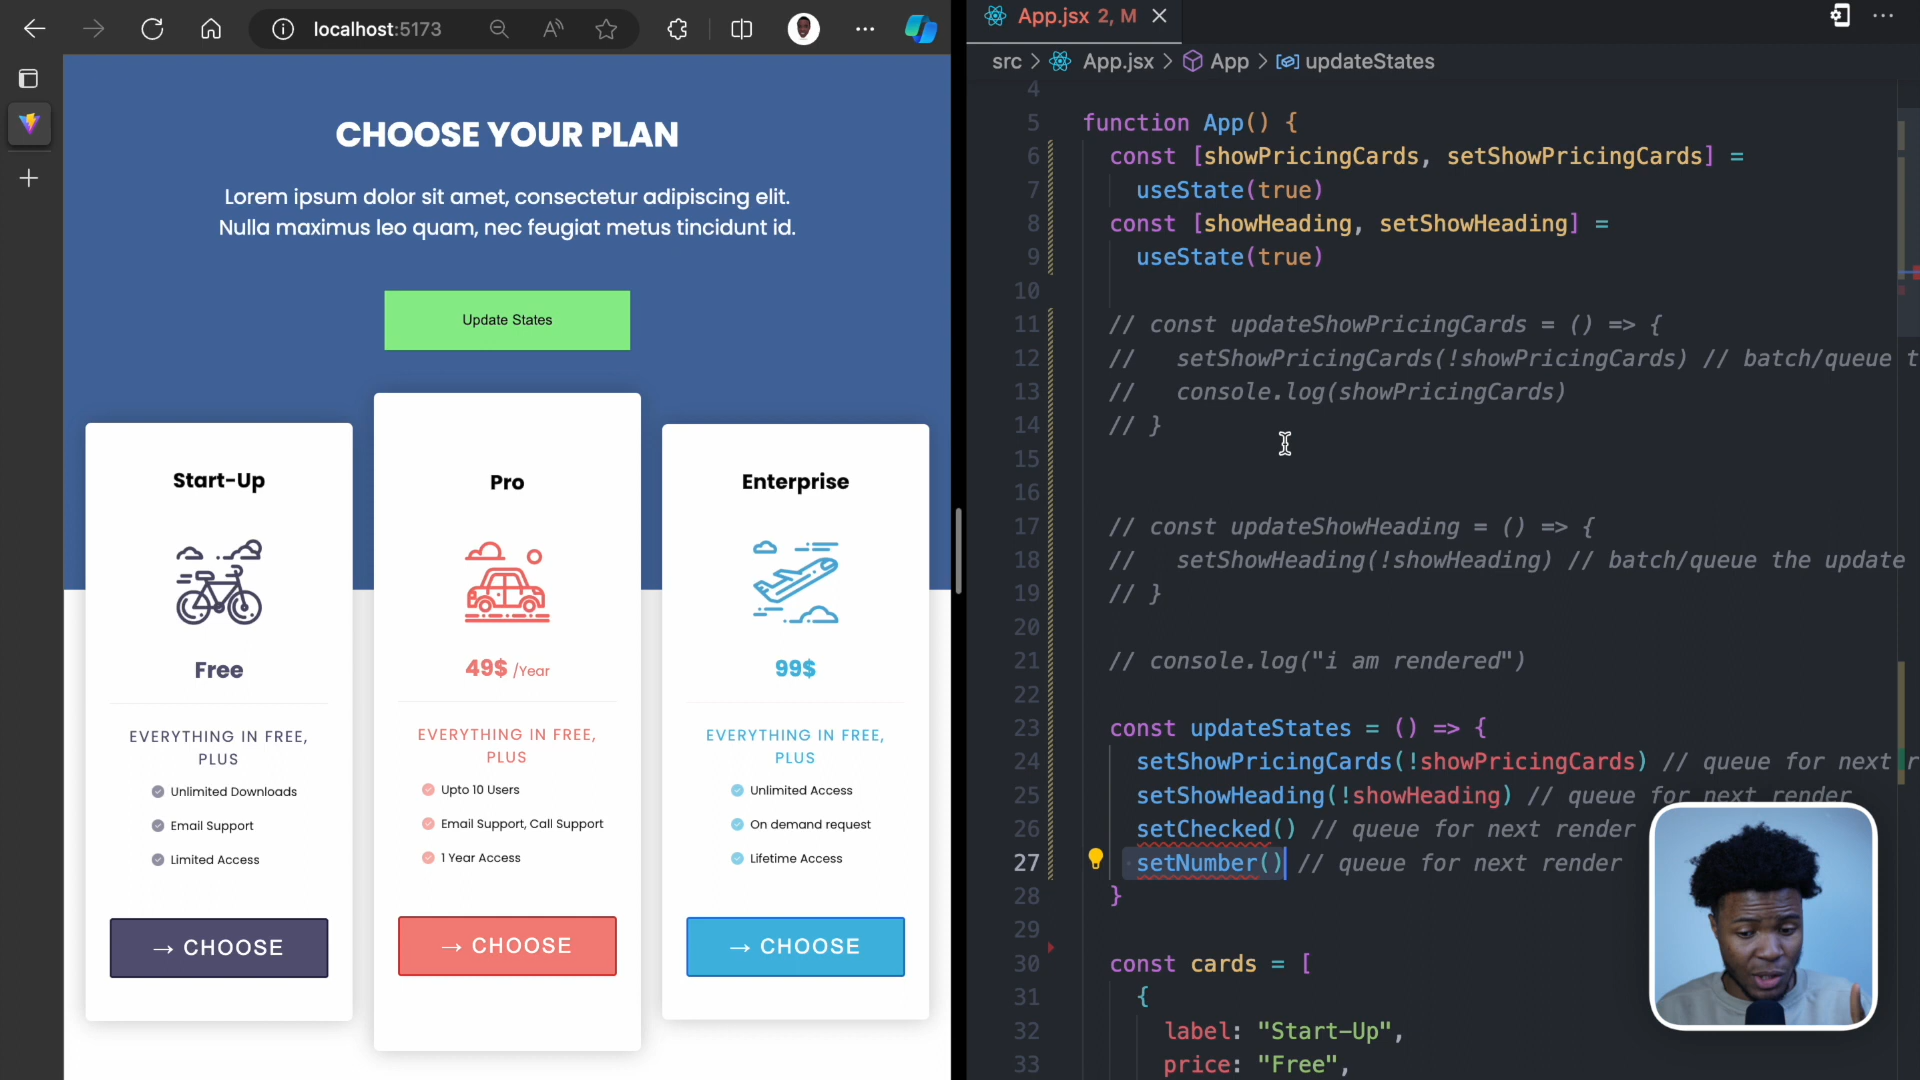 localhost:5173
CHOOSE YOUR PLAN
Lorem ipsum dolor sit amet, consectetur adipiscing elit.
Nulla maximus leo quam, nec feugiat metus tincidunt id.
Update States
Start-Up
Free
EVERYTHING IN FREE,
PLUS
Unlimited Downloads
Email Support
Limited Access
→ CHOOSE
Pro
49$ /Year
EVERYTHING IN FREE,
PLUS
Upto 10 Users
Email Support, Call Support
1 Year Access
→ CHOOSE
Enterprise
99$
EVERYTHING IN FREE,
PLUS
Unlimited Access
On demand request
Lifetime Access
→ CHOOSE
App.jsx 2, M
src > App.jsx > App > updateStates
4
5 function App() {
6 const [showPricingCards, setShowPricingCards] =
7 useState(true)
8 const [showHeading, setShowHeading] =
9 useState(true)
10
11 // const updateShowPricingCards = () => {
12 // setShowPricingCards(!showPricingCards) // batch/queue t
13 // console.log(showPricingCards)
14 // }
15
16
17 // const updateShowHeading = () => {
18 // setShowHeading(!showHeading) // batch/queue the update
19 // }
20
21 // console.log("i am rendered")
22
23 const updateStates = () => {
24 setShowPricingCards(!showPricingCards) // queue for next r
25 setShowHeading(!showHeading) // queue for next render
26 setChecked() // queue for next render
27 setNumber() // queue for next render
28 }
29
30 const cards = [
31 {
32 label: "Start-Up",
33 price: "Free",